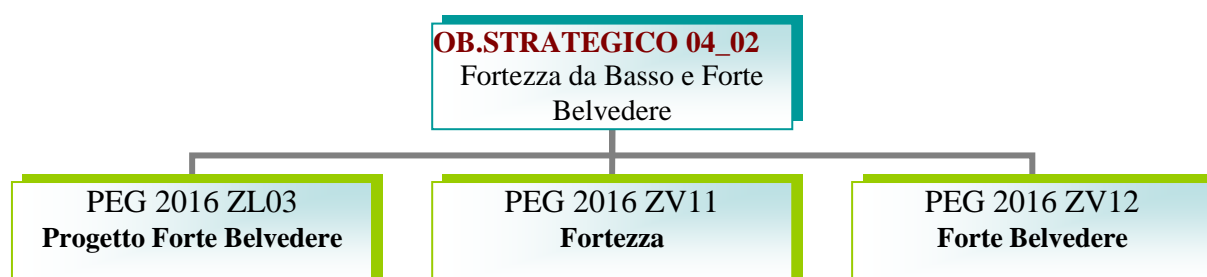 OB.STRATEGICO 04_02
Fortezza da Basso e Forte
Belvedere
PEG 2016 ZL03
Progetto Forte Belvedere
PEG 2016 ZV11
Fortezza
PEG 2016 ZV12
Forte Belvedere